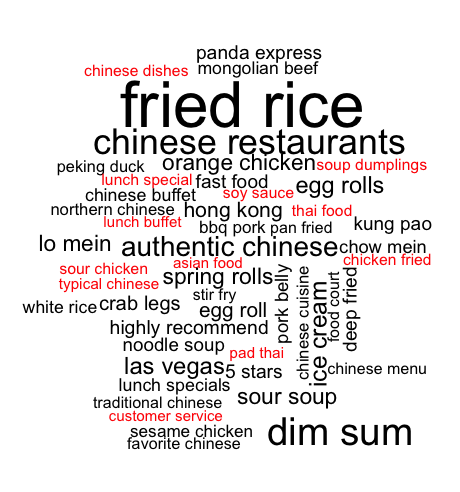 panda express
chinese dishes mongolian beef
fried rice
chinese restaurants
peking duck orange chicken soup dumplings
lunch special fast food egg rolls
chinese buffet soy sauce
northern chinese hong kong thai food
lunch buffet bbq pork pan fried kung pao
lo mein authentic chinese chow mein
sour chicken asian food chicken fried
typical chinese spring rolls
white rice crab legs stir fry
egg roll
pork belly
chinese cuisine
ice cream
food court
deep fried
highly recommend
noodle soup pad thai
las vegas 5 stars chinese menu
lunch specials
traditional chinese sour soup
customer service
sesame chicken dim sum
favorite chinese